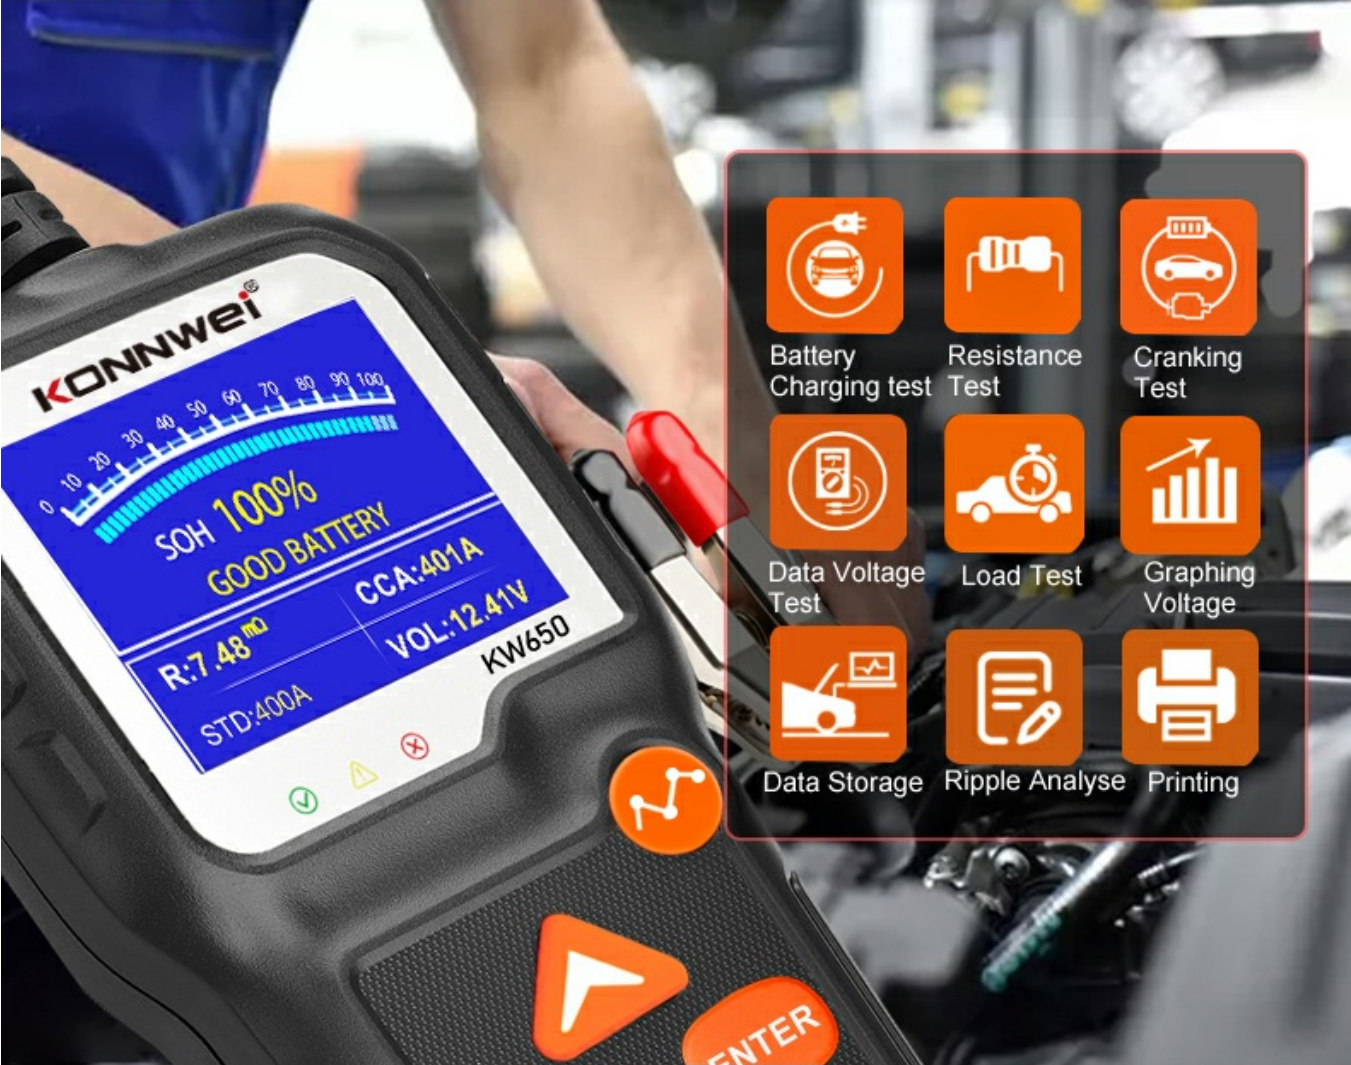 KONNWEI®
0 10 20 30 40 50 60 70 80 90 100
SOH 100%
GOOD BATTERY
R:7.48mΩ
CCA:401A
STD:400A
VOL:12.41V
KW650
ENTER
Battery
Charging test
Resistance
Test
Cranking
Test
Data Voltage
Test
Load Test
Graphing
Voltage
Data Storage
Ripple Analyse
Printing